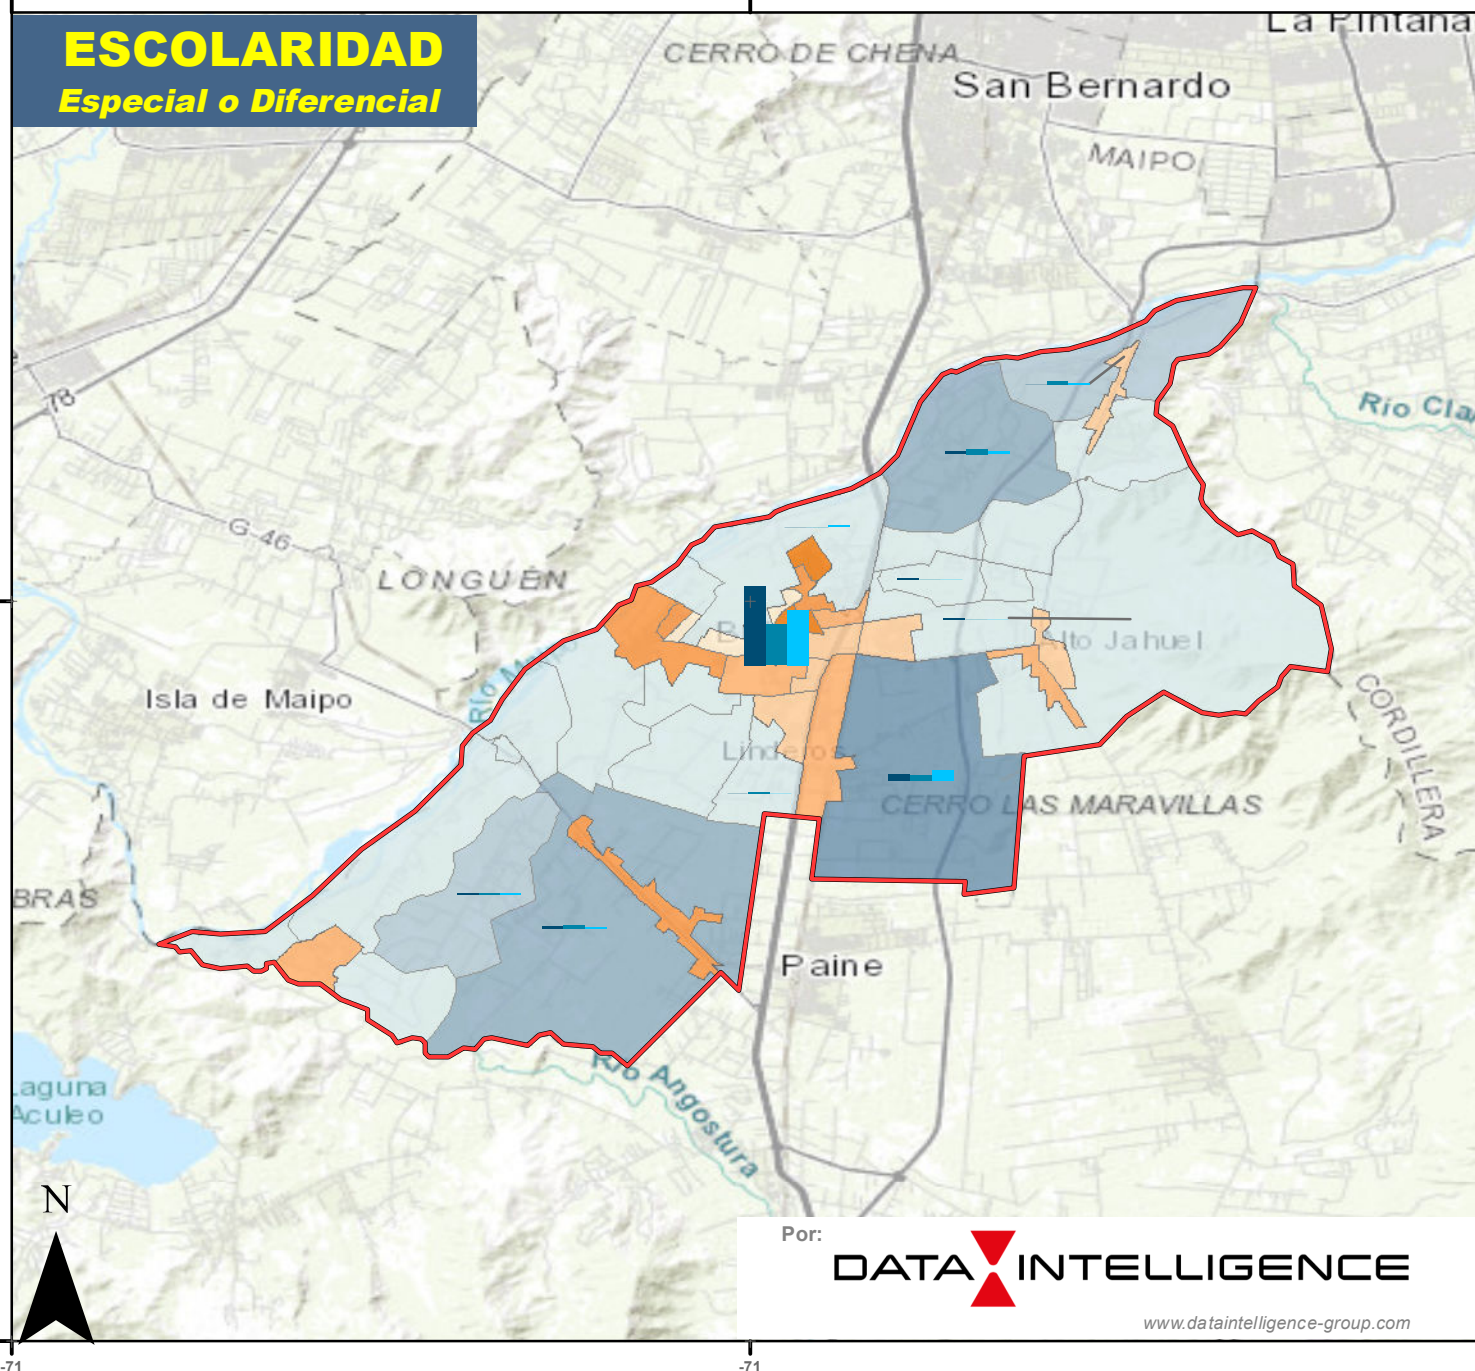 ESCOLARIDAD
Especial o Diferencial
La Pintana
CERRO DE CHENA
San Bernardo
MAIPO
78
Río Cla
G-46
LONGUÉN
Alto Jahuel
Isla de Maipo
Río M
Linderos
CORDILLERA
CERRO LAS MARAVILLAS
BRAS
Paine
Río Angostura
Laguna
Aculeo
N
Por:
DATA INTELLIGENCE
www.dataintelligence-group.com
-71
-71